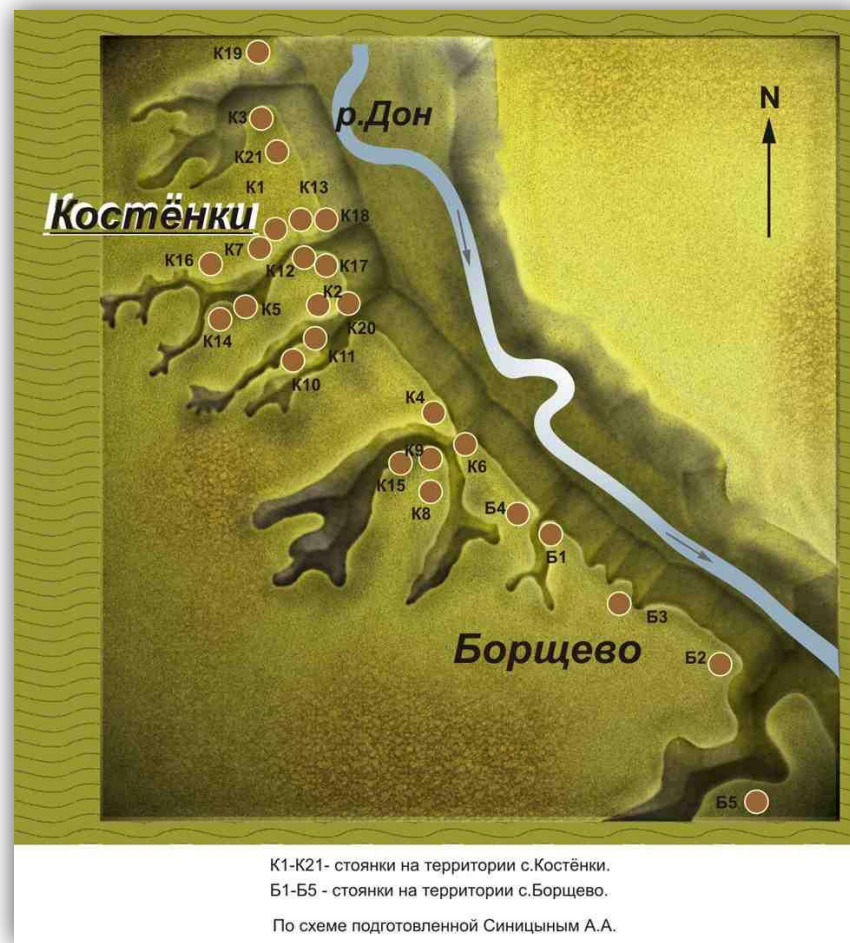 К19
N
р.Дон
К3
К21
К1
К13
Костёнки
К18
К7
К16
К12
К17
К2
К5
К20
К14
К11
К10
К4
К9
К6
К15
К8
Б4
Б1
Б3
Борщево
Б2
Б5
К1-К21- стоянки на территории с.Костёнки.
Б1-Б5 - стоянки на территории с.Борщево.
По схеме подготовленной Синицыным А.А.